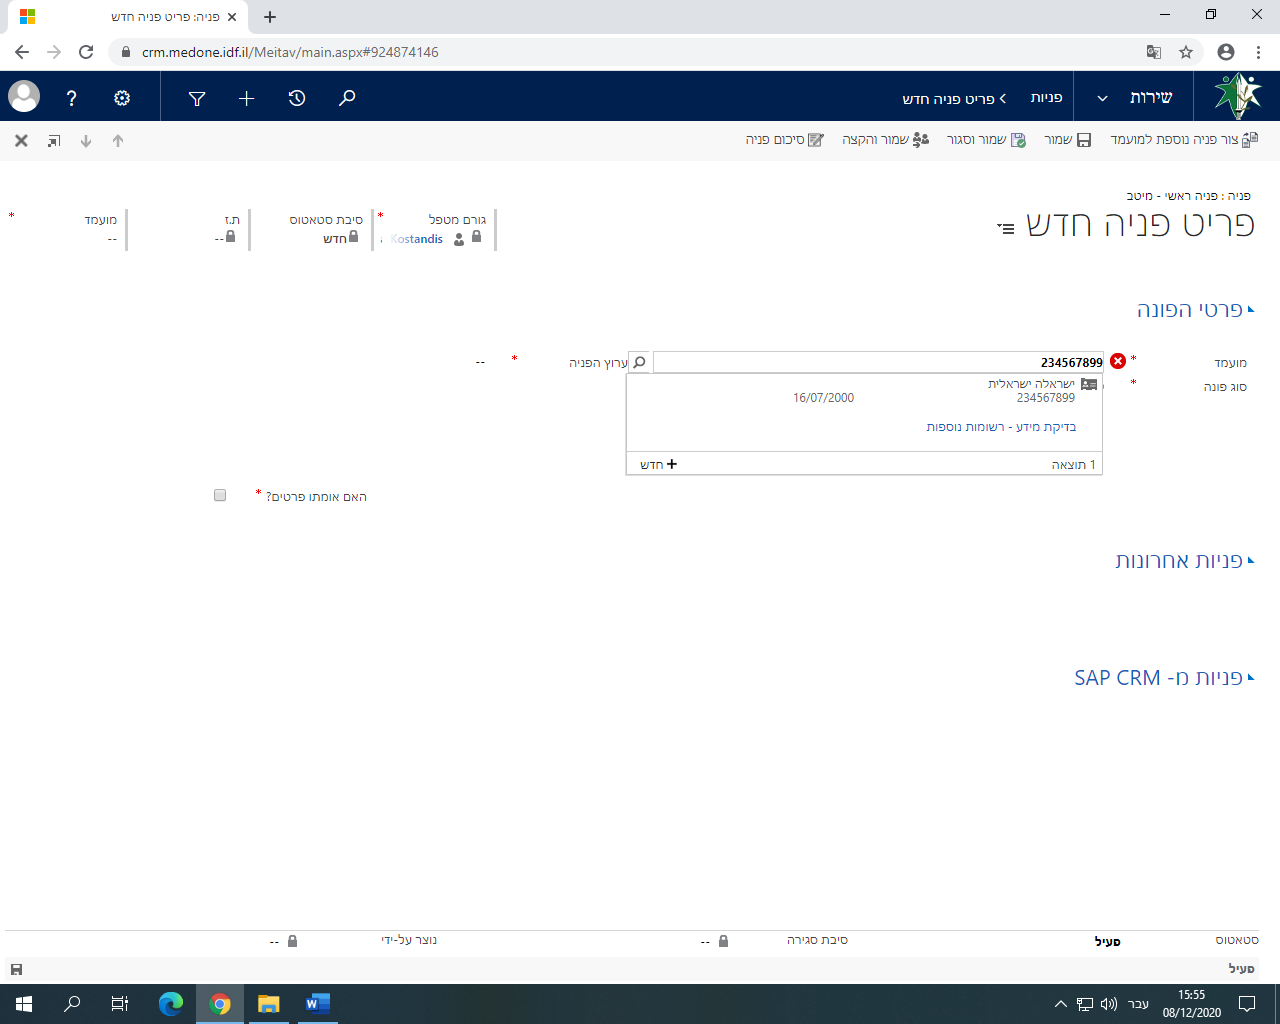 פניה: פריט פניה חדש
crm.medone.idf.il/Meitav/main.aspx#924874146
שירות
פניות
פריט פניה חדש
צור פניה נוספת למועמד
שמור
שמור וסגור
שמור והקצה
סיכום פניה
פניה : פניה ראשי - מיטב
פריט פניה חדש
גורם מטפל *
Kostandis
סיבת סטאטוס
חדש
ת.ז
--
מועמד *
--
פרטי הפונה
מועמד *
234567899
ערוץ הפניה *
--
סוג פונה *
ישראלה ישראלית
234567899 16/07/2000
בדיקת מידע - רשומות נוספות
1 תוצאה
חדש
האם אומתו פרטים? *
פניות אחרונות
פניות מ- SAP CRM
סטאטוס פעיל
סיבת סגירה --
נוצר על-ידי --
פעיל
עבר
15:55
08/12/2020